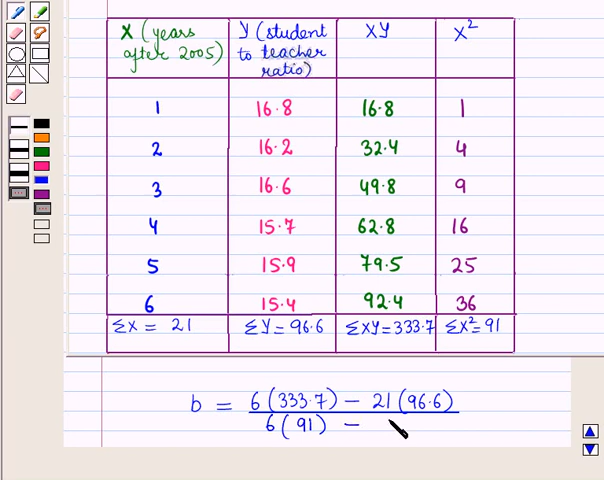 X (years after 2005) Y (student to teacher ratio) XY X²
1 16.8 16.8 1
2 16.2 32.4 4
3 16.6 49.8 9
4 15.7 62.8 16
5 15.9 79.5 25
6 15.4 92.4 36
ΣX = 21 ΣY = 96.6 ΣXY = 333.7 ΣX² = 91
b = 6(333.7) − 21(96.6)
6(91) −